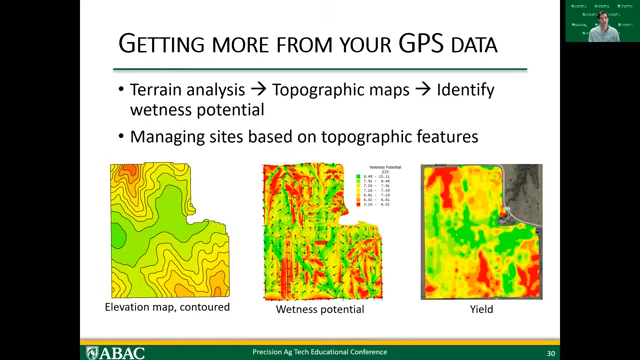 GETTING MORE FROM YOUR GPS DATA
• Terrain analysis → Topographic maps → Identify
wetness potential
• Managing sites based on topographic features
Wetness Potential
Elevation map, contoured
Wetness potential
Yield
ABAC
Precision Ag Tech Educational Conference
30